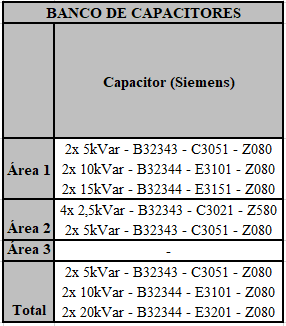 BANCO DE CAPACITORES
Capacitor (Siemens)
Área 1
2x 5kVar - B32343 - C3051 - Z080
2x 10kVar - B32344 - E3101 - Z080
2x 15kVar - B32344 - E3151 - Z080
Área 2
4x 2,5kVar - B32343 - C3021 - Z580
2x 5kVar - B32343 - C3051 - Z080
Área 3
-
Total
2x 5kVar - B32343 - C3051 - Z080
2x 10kVar - B32344 - E3101 - Z080
2x 20kVar - B32344 - E3201 - Z080